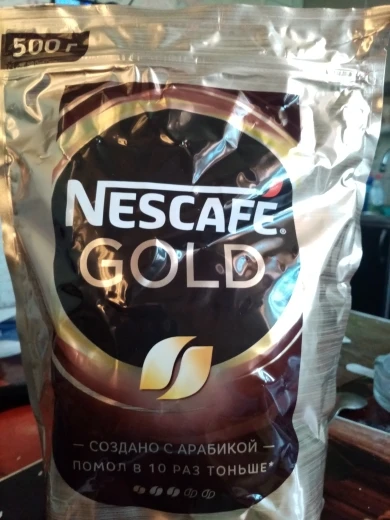 500 г
NESCAFÉ®
GOLD
— СОЗДАНО С АРАБИКОЙ —
ПОМОЛ В 10 РАЗ ТОНЬШЕ*